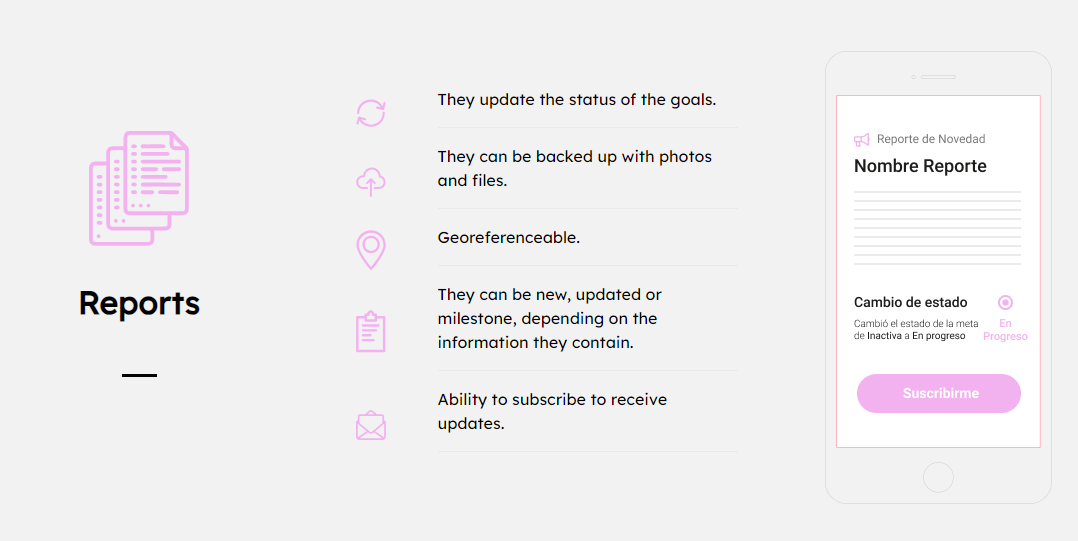 Reports
They update the status of the goals.
They can be backed up with photos
and files.
Georeferenceable.
They can be new, updated or
milestone, depending on the
information they contain.
Ability to subscribe to receive
updates.
Reporte de Novedad
Nombre Reporte
Cambio de estado
Cambió el estado de la meta
de Inactiva a En progreso
En
Progreso
Suscribirme